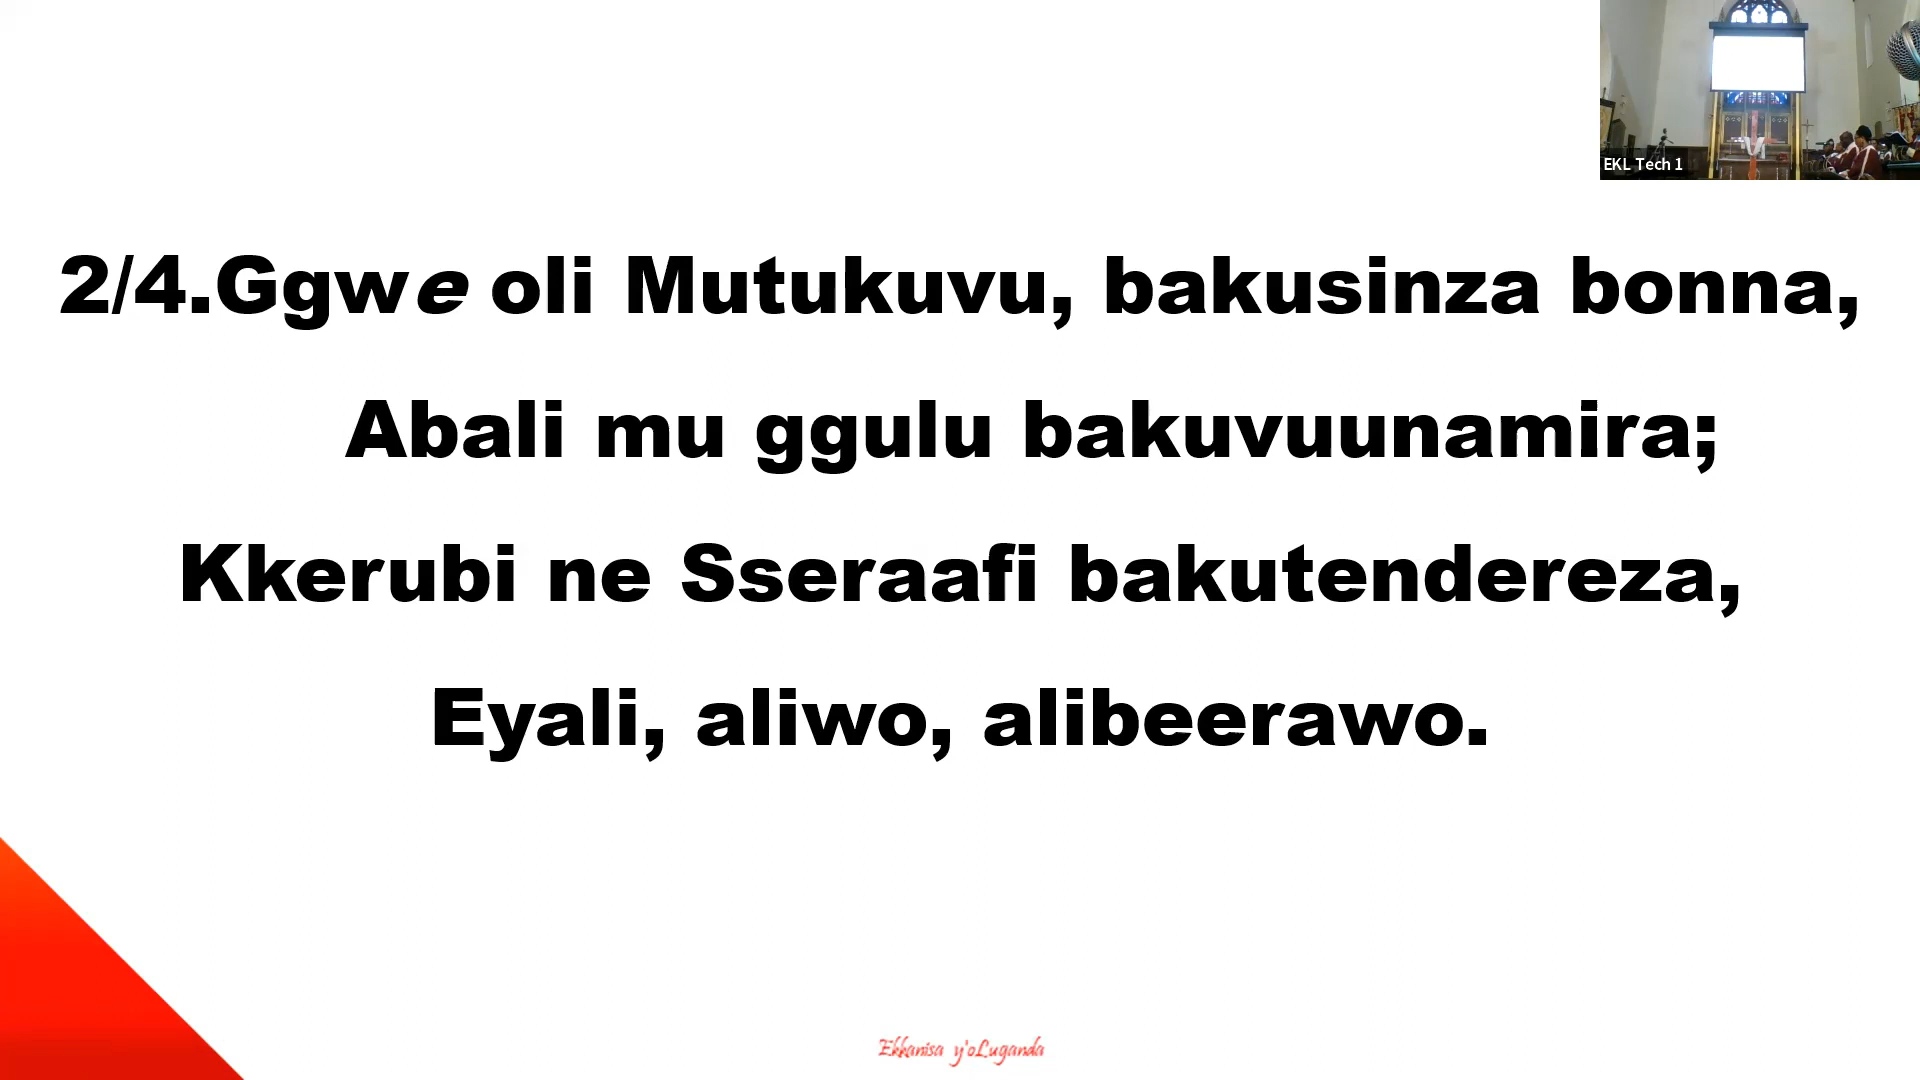 EKL Tech 1
2/4.Ggwe oli Mutukuvu, bakusinza bonna,
Abali mu ggulu bakuvuunamira;
Kkerubi ne Sseraafi bakutendereza,
Eyali, aliwo, alibeerawo.
Ekkanisa y'oLuganda